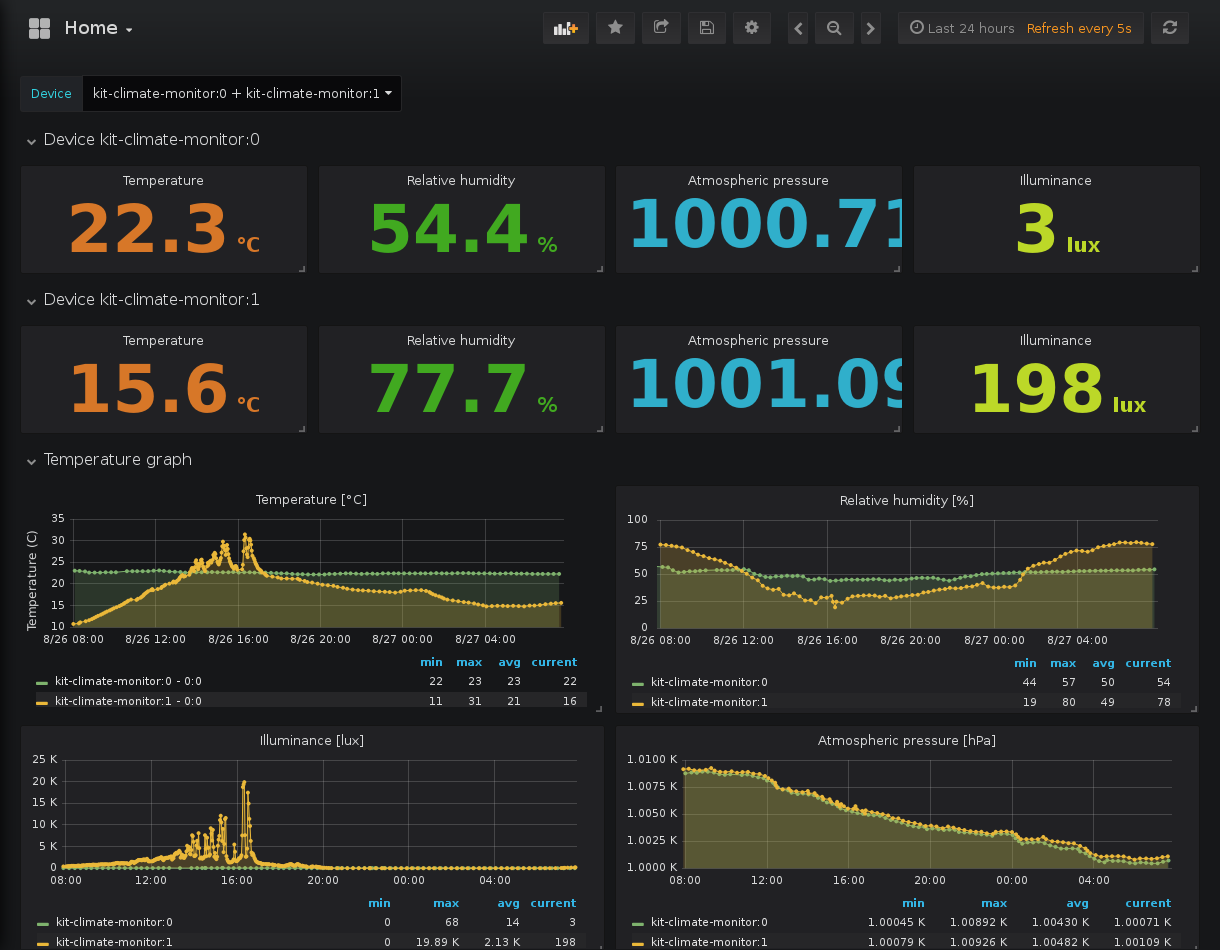 Home
Last 24 hours Refresh every 5s
Device kit-climate-monitor:0 + kit-climate-monitor:1
Device kit-climate-monitor:0
Temperature Relative humidity Atmospheric pressure Illuminance
22.3 °C 54.4 % 1000.71 3 lux
Device kit-climate-monitor:1
Temperature Relative humidity Atmospheric pressure Illuminance
15.6 °C 77.7 % 1001.09 198 lux
Temperature graph
Temperature [°C]
Temperature (C)
35
30
25
20
15
10
8/26 08:00 8/26 12:00 8/26 16:00 8/26 20:00 8/27 00:00 8/27 04:00
min max avg current
kit-climate-monitor:0 - 0:0 22 23 23 22
kit-climate-monitor:1 - 0:0 11 31 21 16
Relative humidity [%]
100
75
50
25
0
8/26 08:00 8/26 12:00 8/26 16:00 8/26 20:00 8/27 00:00 8/27 04:00
min max avg current
kit-climate-monitor:0 44 57 50 54
kit-climate-monitor:1 19 80 49 78
Illuminance [lux]
25 K
20 K
15 K
10 K
5 K
0
08:00 12:00 16:00 20:00 00:00 04:00
min max avg current
kit-climate-monitor:0 0 68 14 3
kit-climate-monitor:1 0 19.89 K 2.13 K 198
Atmospheric pressure [hPa]
1.0100 K
1.0075 K
1.0050 K
1.0025 K
1.0000 K
08:00 12:00 16:00 20:00 00:00 04:00
min max avg current
kit-climate-monitor:0 1.00045 K 1.00892 K 1.00430 K 1.00071 K
kit-climate-monitor:1 1.00079 K 1.00926 K 1.00482 K 1.00109 K